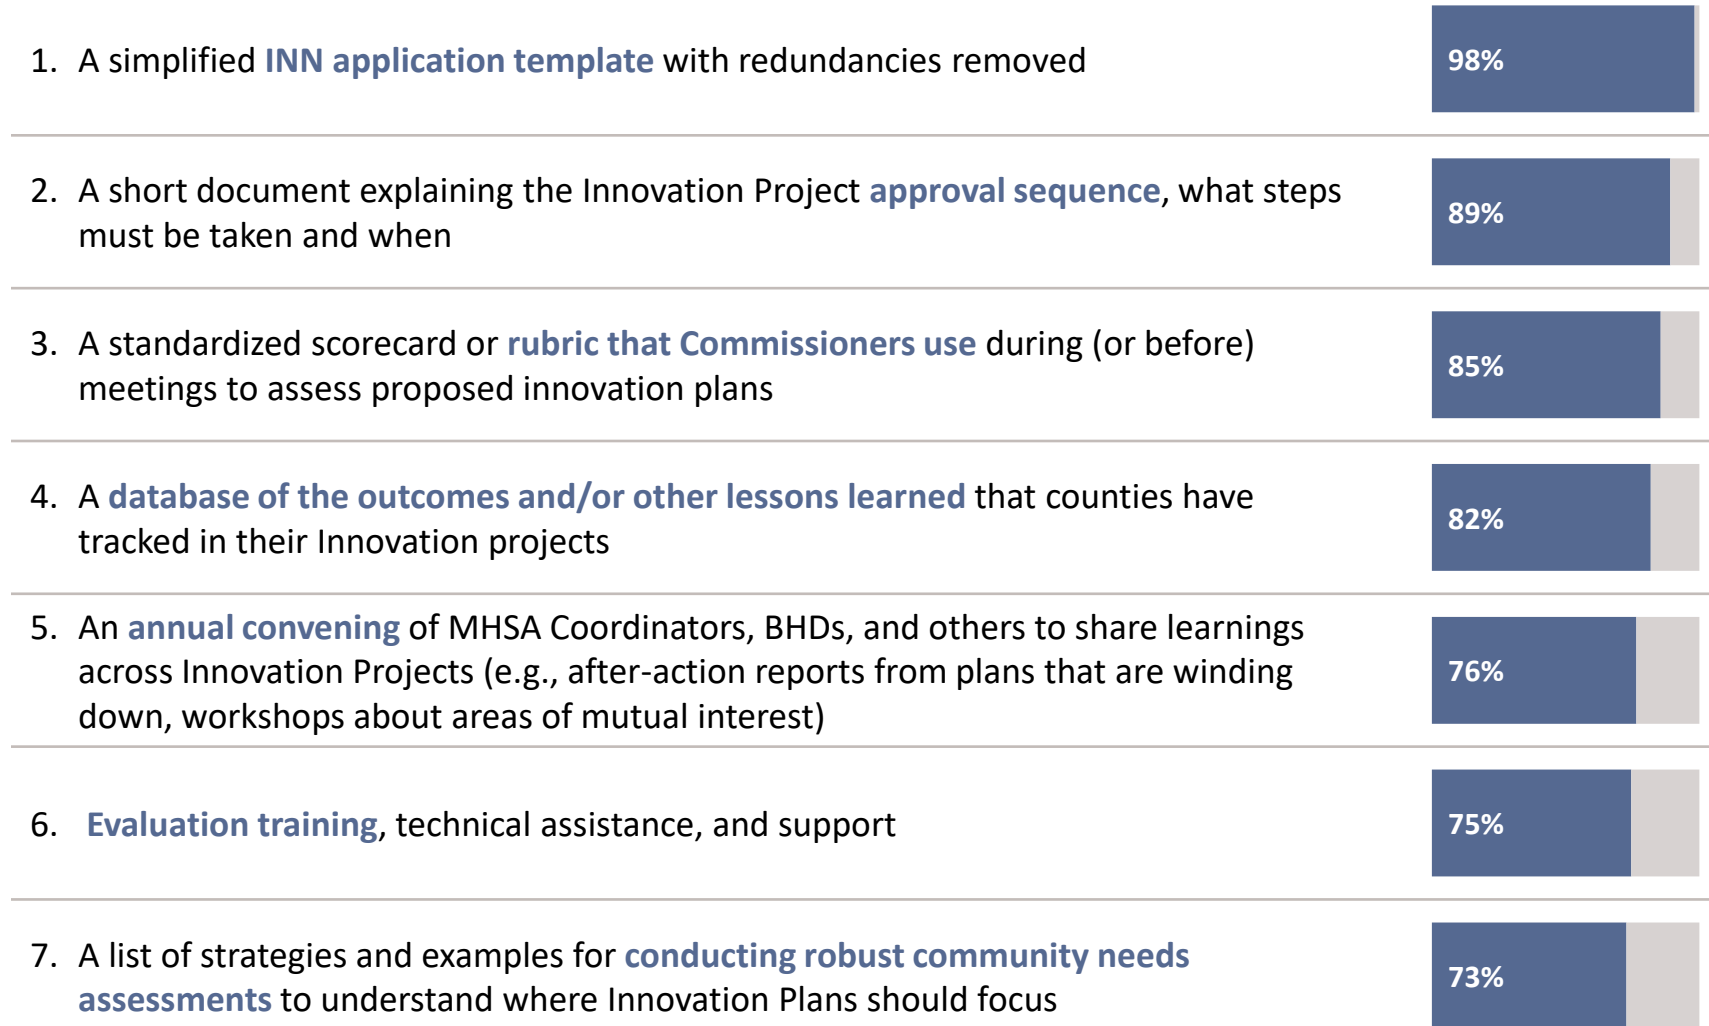 1. A simplified INN application template with redundancies removed
98%
2. A short document explaining the Innovation Project approval sequence, what steps
must be taken and when
89%
3. A standardized scorecard or rubric that Commissioners use during (or before)
meetings to assess proposed innovation plans
85%
4. A database of the outcomes and/or other lessons learned that counties have
tracked in their Innovation projects
82%
5. An annual convening of MHSA Coordinators, BHDs, and others to share learnings
across Innovation Projects (e.g., after-action reports from plans that are winding
down, workshops about areas of mutual interest)
76%
6. Evaluation training, technical assistance, and support
75%
7. A list of strategies and examples for conducting robust community needs
assessments to understand where Innovation Plans should focus
73%